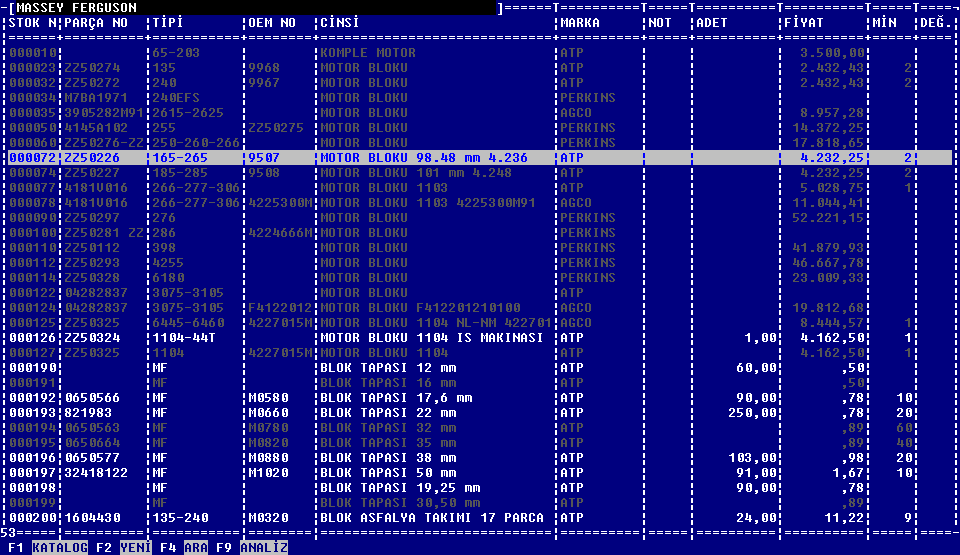 [MASSEY FERGUSON ]
STOK N PARÇA NO TİPİ OEM NO CİNSİ MARKA NOT ADET FİYAT MİN DEĞ.
000010 65-203 KOMPLE MOTOR ATP 3.500,00
000023 ZZ50274 135 9968 MOTOR BLOKU ATP 2.432,43 2
000032 ZZ50272 240 9967 MOTOR BLOKU ATP 2.432,43 2
000034 M7BA1971 240EFS MOTOR BLOKU PERKINS
000035 3905282M91 2615-2625 MOTOR BLOKU AGCO 8.957,28
000050 4145A102 255 ZZ50275 MOTOR BLOKU PERKINS 14.372,25
000060 ZZ50276-ZZ 250-260-266 MOTOR BLOKU PERKINS 17.818,65
000072 ZZ50226 165-265 9507 MOTOR BLOKU 98.48 mm 4.236 ATP 4.232,25 2
000074 ZZ50227 185-285 9508 MOTOR BLOKU 101 mm 4.248 ATP 4.232,25 2
000077 4181V016 266-277-306 MOTOR BLOKU 1103 ATP 5.028,75 1
000078 4181V016 266-277-306 4225300M MOTOR BLOKU 1103 4225300M91 AGCO 11.044,41
000090 ZZ50297 276 MOTOR BLOKU PERKINS 52.221,15
000100 ZZ50281 ZZ 286 4224666M MOTOR BLOKU PERKINS
000110 ZZ50112 398 MOTOR BLOKU PERKINS 41.879,93
000112 ZZ50293 4255 MOTOR BLOKU PERKINS 46.667,78
000114 ZZ50328 6180 MOTOR BLOKU PERKINS 23.009,33
000122 04282837 3075-3105 MOTOR BLOKU ATP
000124 04282837 3075-3105 F4122012 MOTOR BLOKU F412201210100 AGCO 19.812,68
000125 ZZ50325 6445-6460 4227015M MOTOR BLOKU 1104 NL-NM 422701 AGCO 8.444,57 1
000126 ZZ50324 1104-44T MOTOR BLOKU 1104 IS MAKINASI ATP 1,00 4.162,50 1
000127 ZZ50325 1104 4227015M MOTOR BLOKU 1104 ATP 4.162,50 1
000190 MF BLOK TAPASI 12 mm ATP 60,00 ,50
000191 MF BLOK TAPASI 16 mm ATP ,50
000192 0650566 MF M0580 BLOK TAPASI 17,6 mm ATP 90,00 ,78 10
000193 821983 MF M0660 BLOK TAPASI 22 mm ATP 250,00 ,78 20
000194 0650563 MF M0780 BLOK TAPASI 32 mm ATP ,89 60
000195 0650664 MF M0820 BLOK TAPASI 35 mm ATP ,89 40
000196 0650577 MF M0880 BLOK TAPASI 38 mm ATP 103,00 ,98 20
000197 32418122 MF M1020 BLOK TAPASI 50 mm ATP 91,00 1,67 10
000198 MF BLOK TAPASI 19,25 mm ATP 90,00 ,78
000199 MF BLOK TAPASI 30,50 mm ATP ,89
000200 1604430 135-240 M0320 BLOK ASFALYA TAKIMI 17 PARCA ATP 24,00 11,22 9
53
F1 KATALOG F2 YENİ F4 ARA F9 ANALİZ